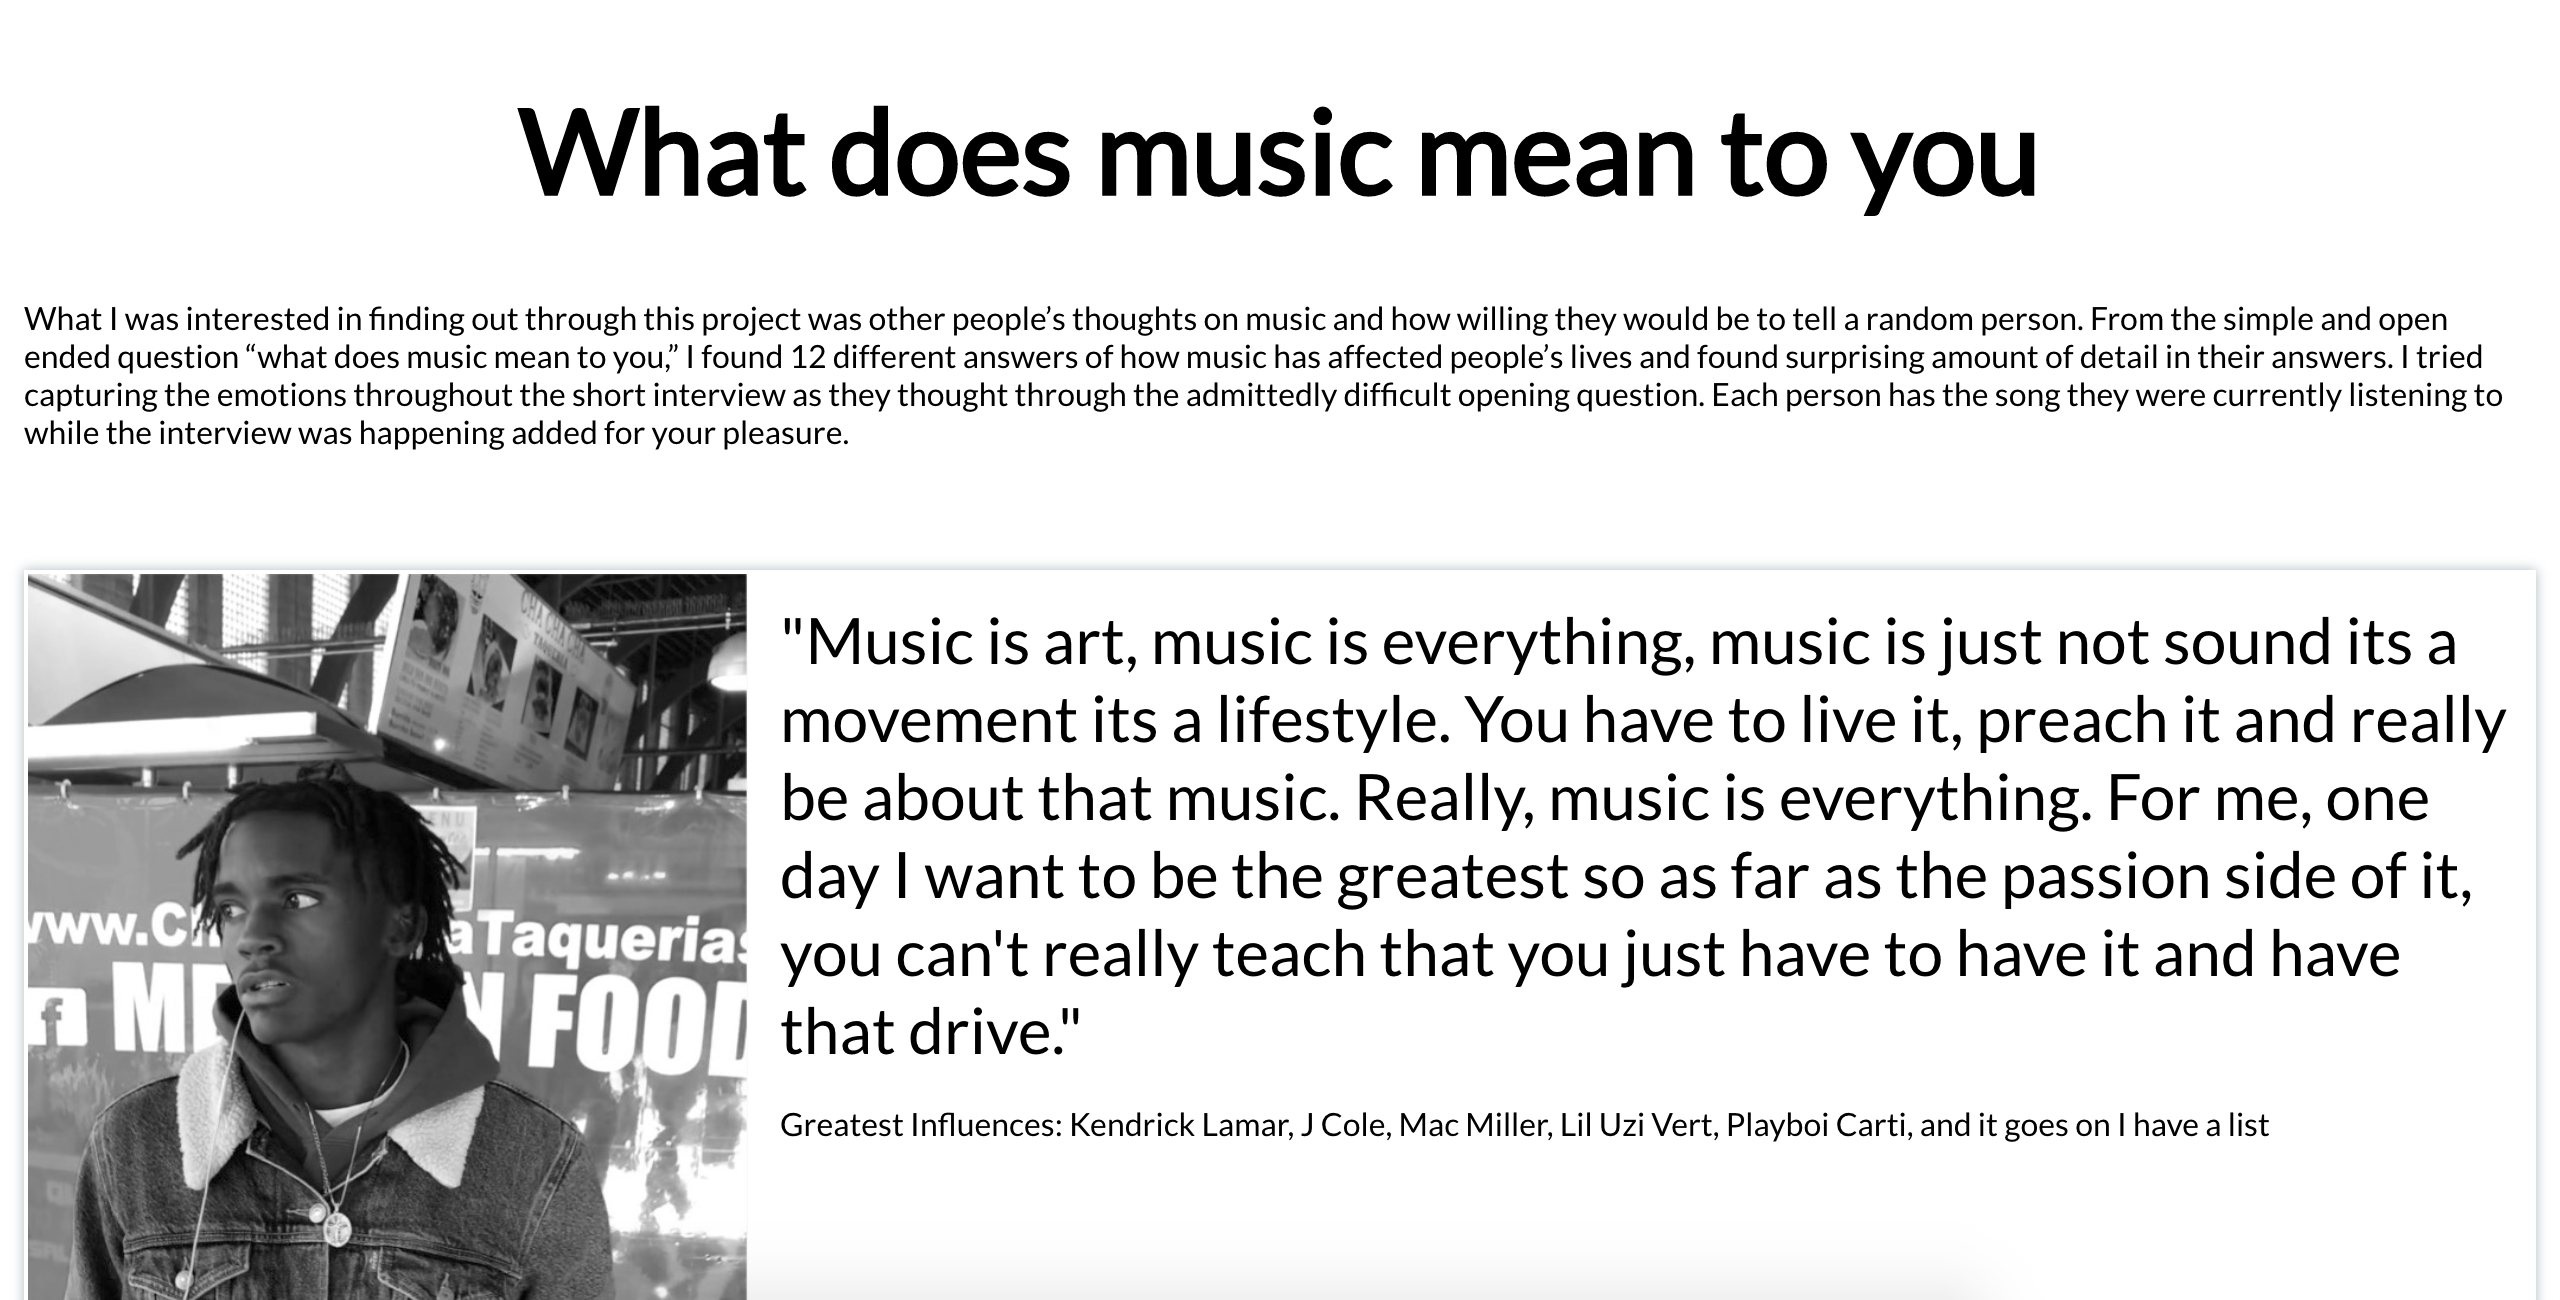 What does music mean to you
What I was interested in finding out through this project was other people’s thoughts on music and how willing they would be to tell a random person. From the simple and open
ended question “what does music mean to you,” I found 12 different answers of how music has affected people’s lives and found surprising amount of detail in their answers. I tried
capturing the emotions throughout the short interview as they thought through the admittedly difficult opening question. Each person has the song they were currently listening to
while the interview was happening added for your pleasure.
CHA CHA CHA
"Music is art, music is everything, music is just not sound its a
movement its a lifestyle. You have to live it, preach it and really
be about that music. Really, music is everything. For me, one
day I want to be the greatest so as far as the passion side of it,
you can't really teach that you just have to have it and have
that drive."
Greatest Influences: Kendrick Lamar, J Cole, Mac Miller, Lil Uzi Vert, Playboi Carti, and it goes on I have a list
www.Ch aTaquerias
f ME N FOOD